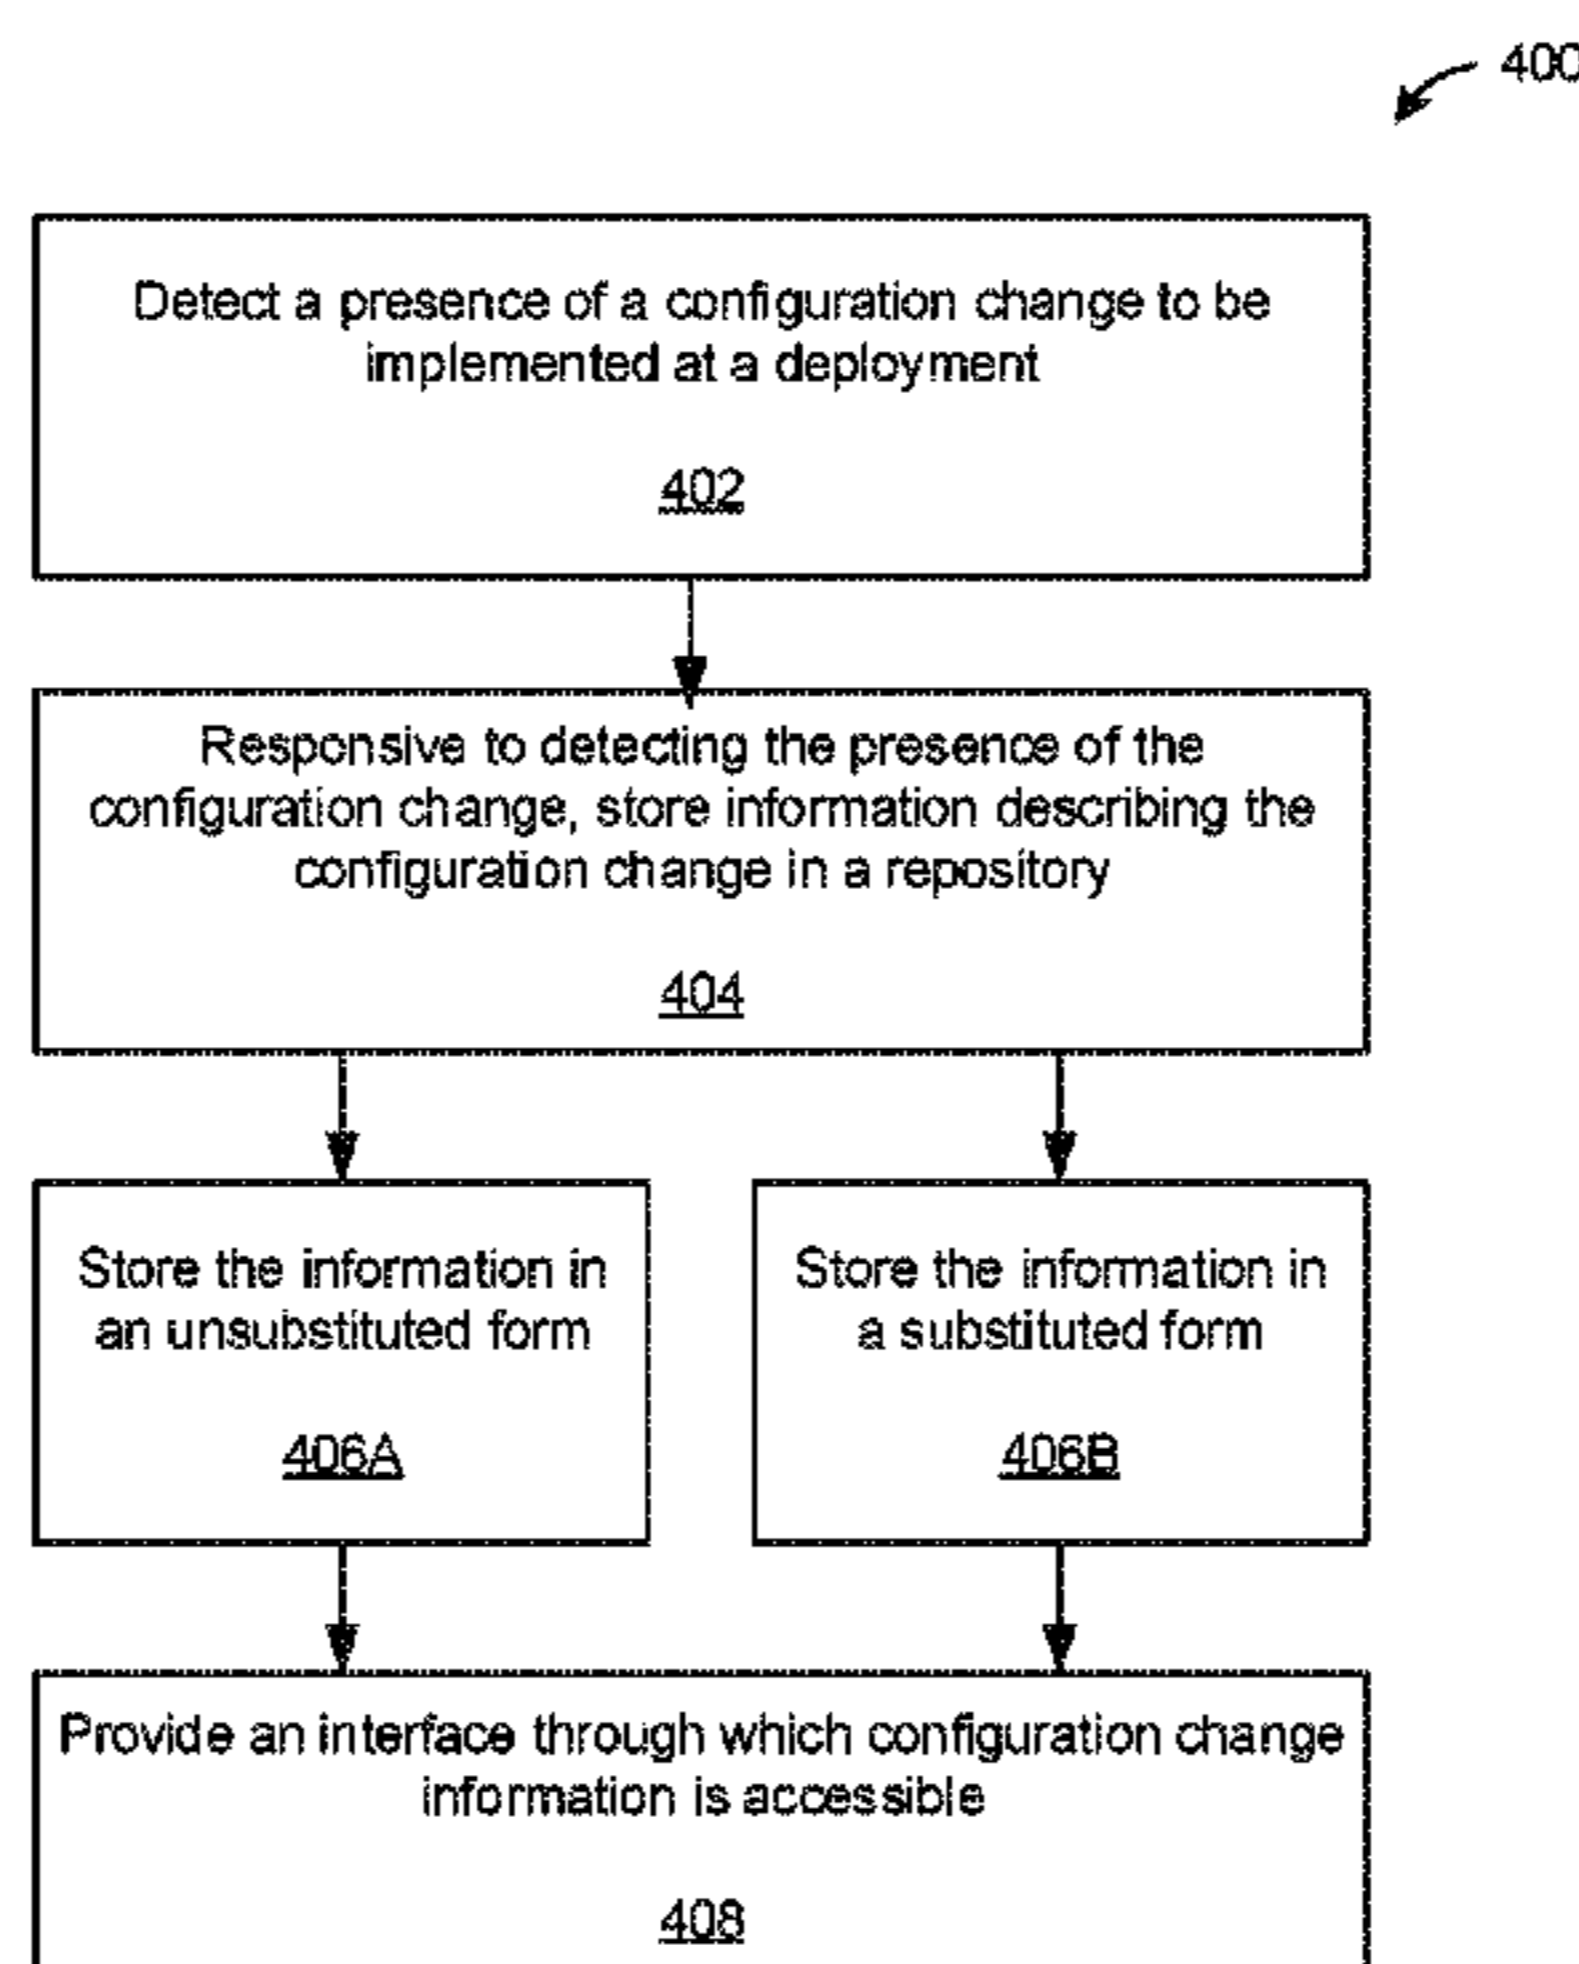 400
Detect a presence of a configuration change to be
implemented at a deployment
402
Responsive to detecting the presence of the
configuration change, store information describing the
configuration change in a repository
404
Store the information in
an unsubstituted form
406A
Store the information in
a substituted form
406B
Provide an interface through which configuration change
information is accessible
408